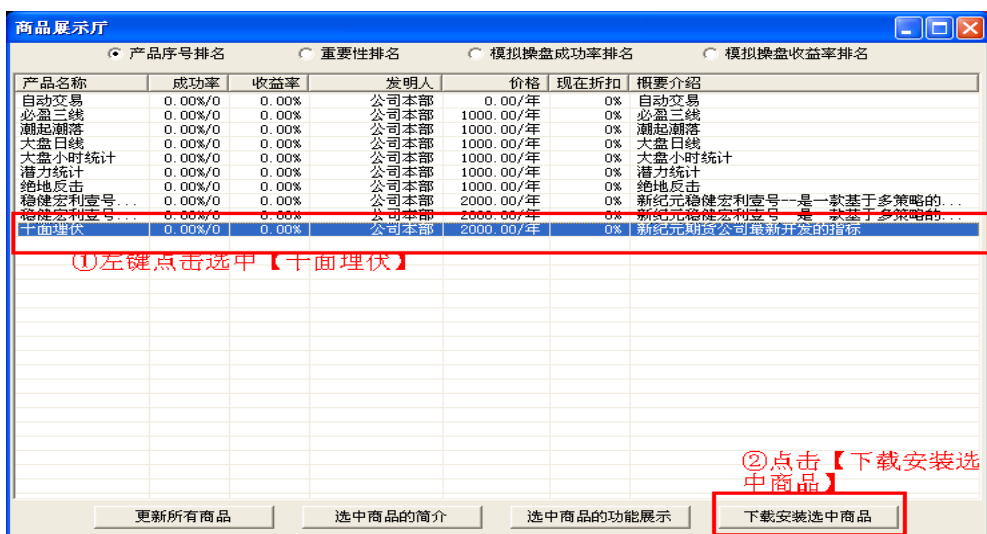 商品展示厅
产品序号排名 重要性排名 模拟操盘成功率排名 模拟操盘收益率排名
产品名称 成功率 收益率 发明人 价格 现在折扣 概要介绍
自动交易 0.00%/0 0.00% 公司本部 0.00/年 0% 自动交易
必盈三线 0.00%/0 0.00% 公司本部 1000.00/年 0% 必盈三线
潮起潮落 0.00%/0 0.00% 公司本部 1000.00/年 0% 潮起潮落
大盘日线 0.00%/0 0.00% 公司本部 1000.00/年 0% 大盘日线
大盘小时统计 0.00%/0 0.00% 公司本部 1000.00/年 0% 大盘小时统计
潜力统计 0.00%/0 0.00% 公司本部 1000.00/年 0% 潜力统计
绝地反击 0.00%/0 0.00% 公司本部 1000.00/年 0% 绝地反击
稳健宏利壹号... 0.00%/0 0.00% 公司本部 2000.00/年 0% 新纪元稳健宏利壹号--是一款基于多策略的...
稳健宏利壹号... 0.00%/0 0.00% 公司本部 2000.00/年 0% 新纪元稳健宏利壹号--是一款基于多策略的...
十面埋伏 0.00%/0 0.00% 公司本部 2000.00/年 0% 新纪元期货公司最新开发的指标
①左键点击选中【十面埋伏】
②点击【下载安装选
中商品】
更新所有商品 选中商品的简介 选中商品的功能展示 下载安装选中商品